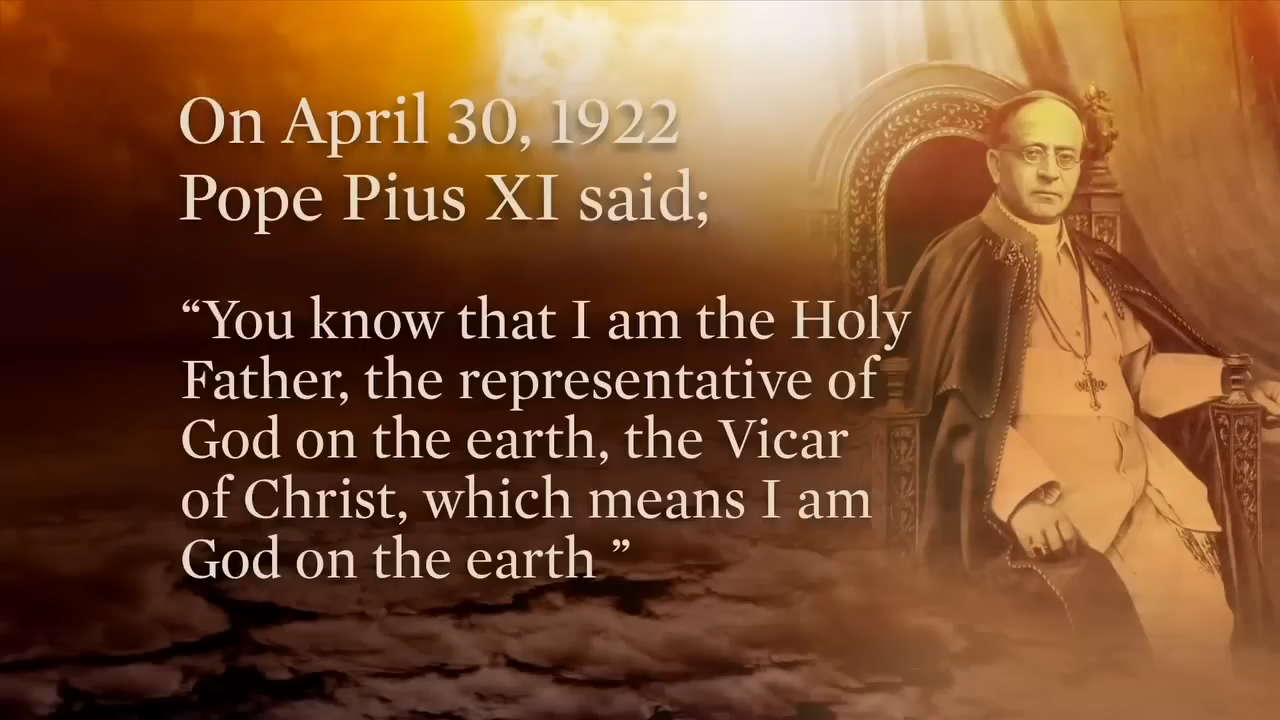 On April 30, 1922
Pope Pius XI said;
“You know that I am the Holy
Father, the representative of
God on the earth, the Vicar
of Christ, which means I am
God on the earth ”